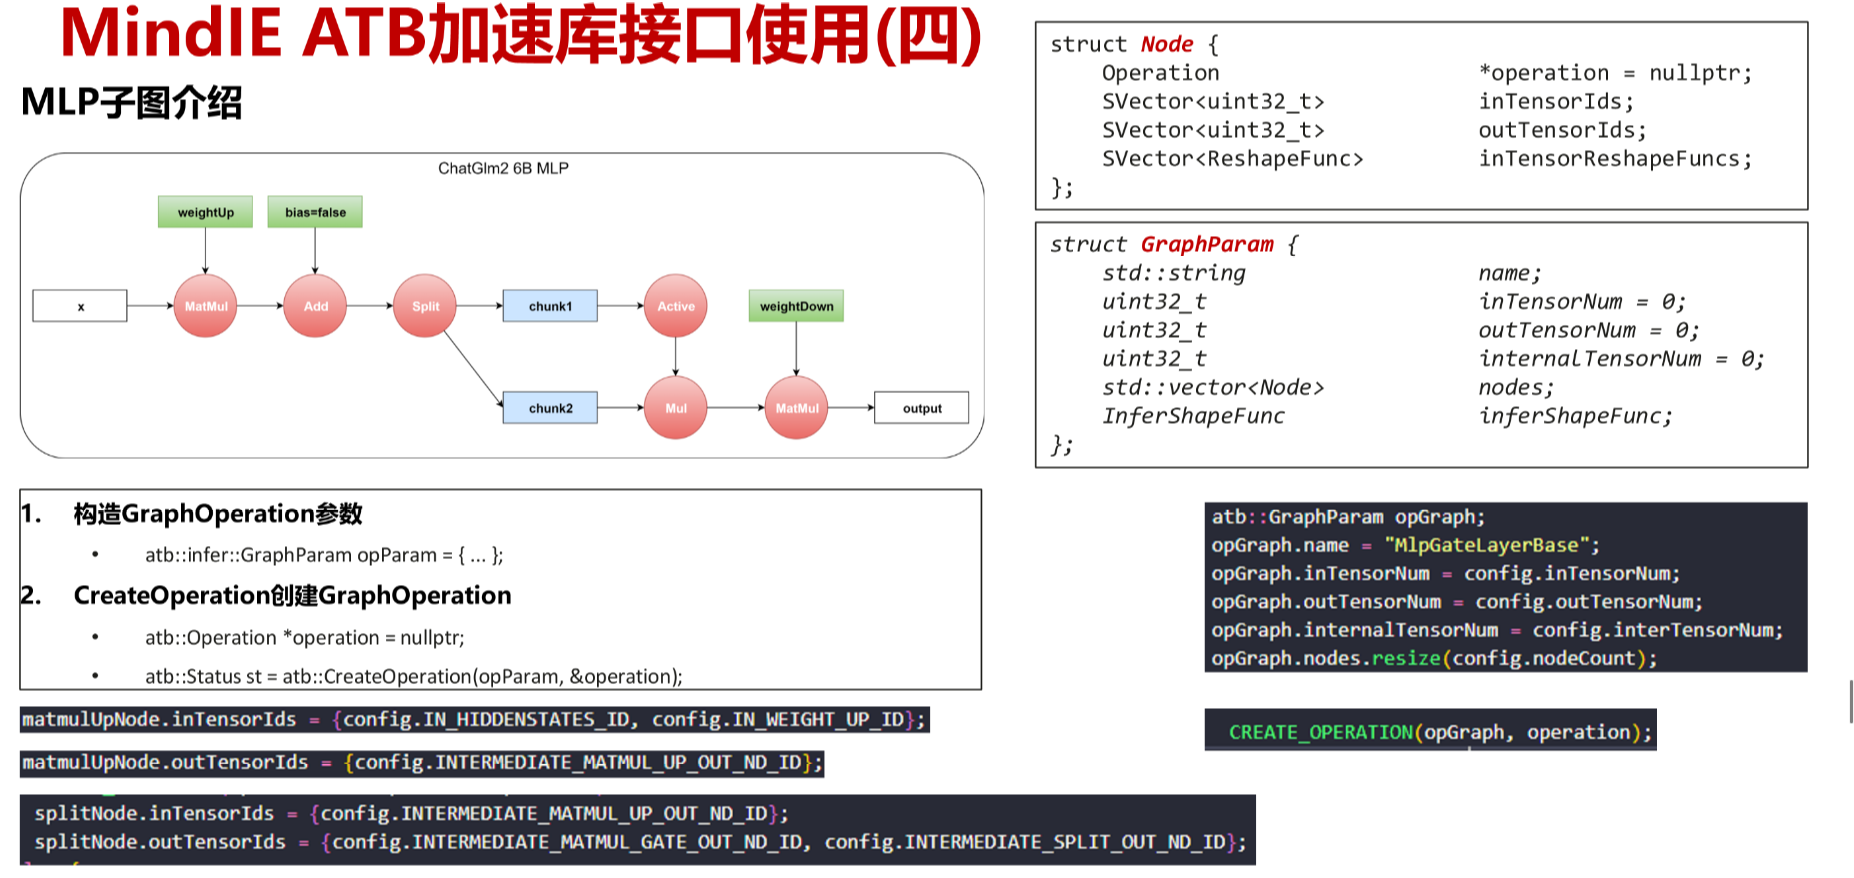 MindIE ATB加速库接口使用(四)
MLP子图介绍
ChatGlm2 6B MLP
weightUp
bias=false
x
MatMul
Add
Split
chunk1
Active
weightDown
chunk2
Mul
MatMul
output
1. 构造GraphOperation参数
• atb::infer::GraphParam opParam = { ... };
2. CreateOperation创建GraphOperation
• atb::Operation *operation = nullptr;
• atb::Status st = atb::CreateOperation(opParam, &operation);
matmulUpNode.inTensorIds = {config.IN_HIDDENSTATES_ID, config.IN_WEIGHT_UP_ID};
matmulUpNode.outTensorIds = {config.INTERMEDIATE_MATMUL_UP_OUT_ND_ID};
splitNode.inTensorIds = {config.INTERMEDIATE_MATMUL_UP_OUT_ND_ID};
splitNode.outTensorIds = {config.INTERMEDIATE_MATMUL_GATE_OUT_ND_ID, config.INTERMEDIATE_SPLIT_OUT_ND_ID};
struct Node {
Operation *operation = nullptr;
SVector<uint32_t> inTensorIds;
SVector<uint32_t> outTensorIds;
SVector<ReshapeFunc> inTensorReshapeFuncs;
};
struct GraphParam {
std::string name;
uint32_t inTensorNum = 0;
uint32_t outTensorNum = 0;
uint32_t internalTensorNum = 0;
std::vector<Node> nodes;
InferShapeFunc inferShapeFunc;
};
atb::GraphParam opGraph;
opGraph.name = "MlpGateLayerBase";
opGraph.inTensorNum = config.inTensorNum;
opGraph.outTensorNum = config.outTensorNum;
opGraph.internalTensorNum = config.interTensorNum;
opGraph.nodes.resize(config.nodeCount);
CREATE_OPERATION(opGraph, operation);